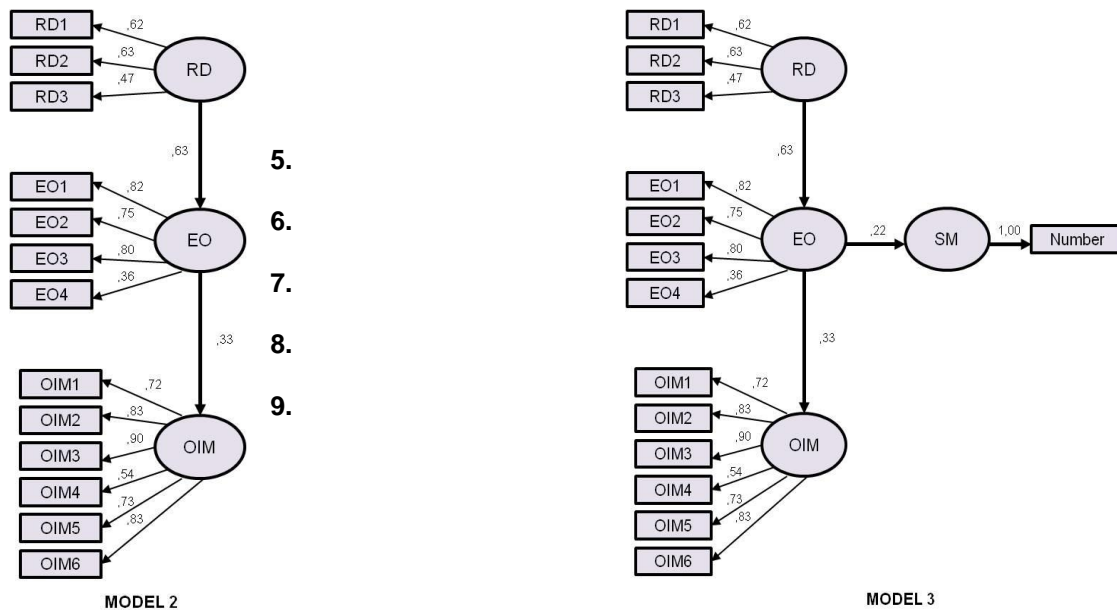 RD1
,62
RD2
,63
RD
RD3
,47
,63
EO1
,82
EO2
,75
EO
EO3
,80
EO4
,36
,33
OIM1
,72
OIM2
,83
OIM3
,90
OIM
OIM4
,54
OIM5
,73
OIM6
,83
MODEL 2
5.
6.
7.
8.
9.
RD1
,62
RD2
,63
RD
RD3
,47
,63
EO1
,82
EO2
,75
EO
,22
SM
1,00
Number
EO3
,80
EO4
,36
,33
OIM1
,72
OIM2
,83
OIM3
,90
OIM
OIM4
,54
OIM5
,73
OIM6
,83
MODEL 3